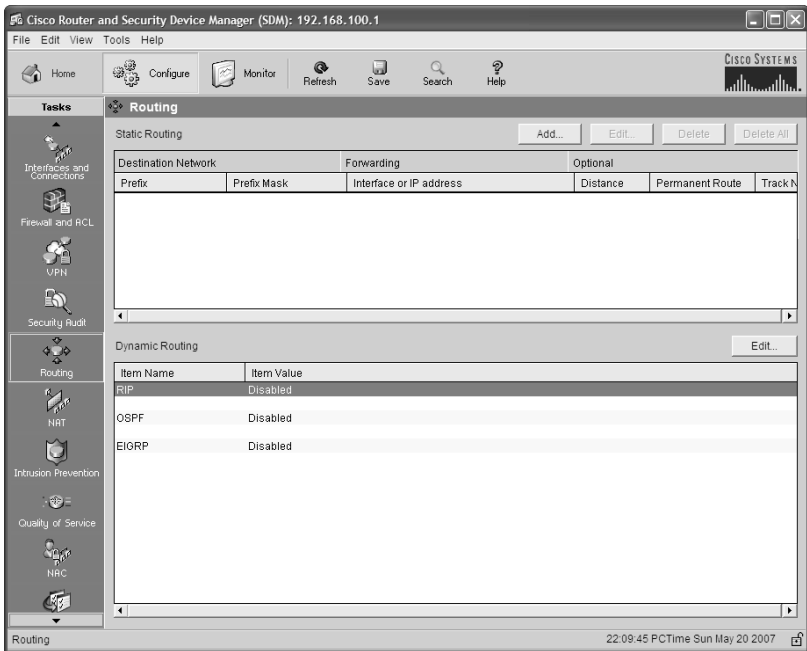 Cisco Router and Security Device Manager (SDM): 192.168.100.1
File Edit View Tools Help
Home Configure Monitor Refresh Save Search Help
CISCO SYSTEMS
Tasks
Interfaces and Connections
Firewall and ACL
VPN
Security Audit
Routing
NAT
Intrusion Prevention
Quality of Service
NAC
Routing
Static Routing Add... Edit... Delete Delete All
Destination Network Forwarding Optional
Prefix Prefix Mask Interface or IP address Distance Permanent Route Track N
Dynamic Routing Edit...
Item Name Item Value
RIP Disabled
OSPF Disabled
EIGRP Disabled
Routing 22:09:45 PCTime Sun May 20 2007